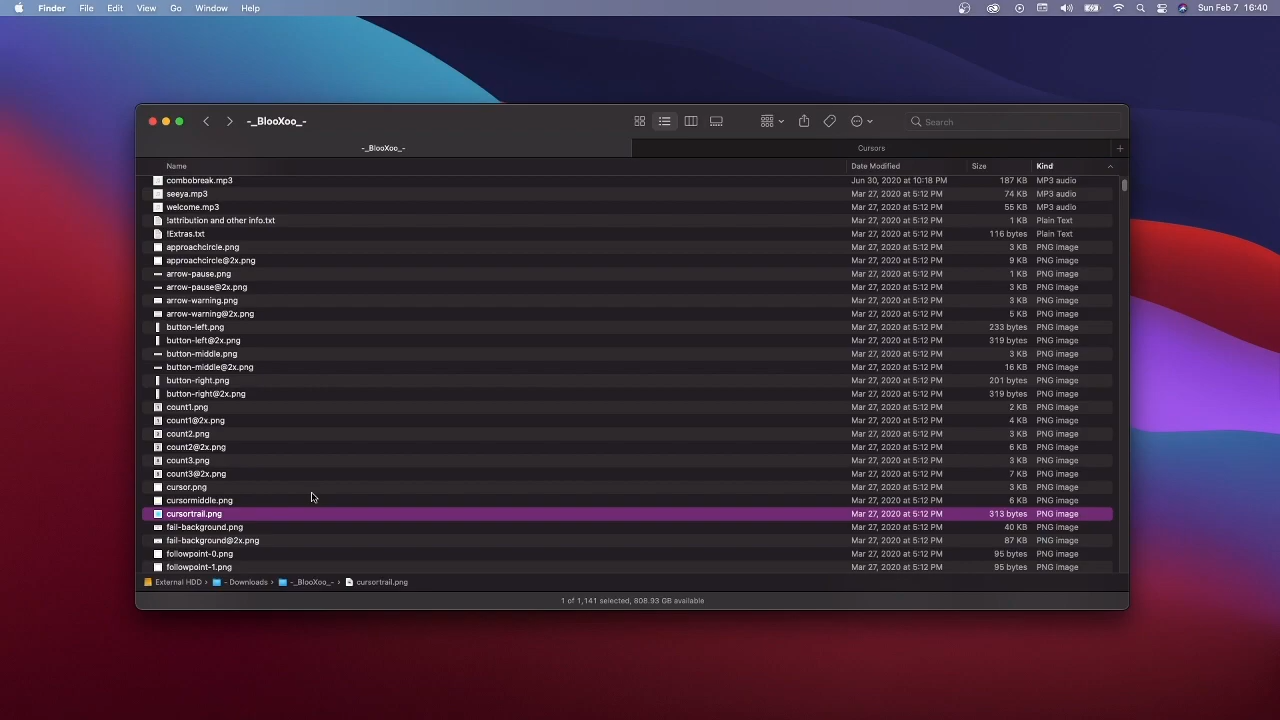 Finder File Edit View Go Window Help Sun Feb 7 16:40
-_BlooXoo_- Search
-_BlooXoo_- Cursors +
Name Date Modified Size Kind
combobreak.mp3 Jun 30, 2020 at 10:18 PM 187 KB MP3 audio
seeya.mp3 Mar 27, 2020 at 5:12 PM 74 KB MP3 audio
welcome.mp3 Mar 27, 2020 at 5:12 PM 55 KB MP3 audio
!attribution and other info.txt Mar 27, 2020 at 5:12 PM 1 KB Plain Text
!Extras.txt Mar 27, 2020 at 5:12 PM 116 bytes Plain Text
approachcircle.png Mar 27, 2020 at 5:12 PM 3 KB PNG image
approachcircle@2x.png Mar 27, 2020 at 5:12 PM 9 KB PNG image
arrow-pause.png Mar 27, 2020 at 5:12 PM 1 KB PNG image
arrow-pause@2x.png Mar 27, 2020 at 5:12 PM 3 KB PNG image
arrow-warning.png Mar 27, 2020 at 5:12 PM 3 KB PNG image
arrow-warning@2x.png Mar 27, 2020 at 5:12 PM 5 KB PNG image
button-left.png Mar 27, 2020 at 5:12 PM 233 bytes PNG image
button-left@2x.png Mar 27, 2020 at 5:12 PM 319 bytes PNG image
button-middle.png Mar 27, 2020 at 5:12 PM 3 KB PNG image
button-middle@2x.png Mar 27, 2020 at 5:12 PM 16 KB PNG image
button-right.png Mar 27, 2020 at 5:12 PM 201 bytes PNG image
button-right@2x.png Mar 27, 2020 at 5:12 PM 319 bytes PNG image
count1.png Mar 27, 2020 at 5:12 PM 2 KB PNG image
count1@2x.png Mar 27, 2020 at 5:12 PM 4 KB PNG image
count2.png Mar 27, 2020 at 5:12 PM 3 KB PNG image
count2@2x.png Mar 27, 2020 at 5:12 PM 6 KB PNG image
count3.png Mar 27, 2020 at 5:12 PM 3 KB PNG image
count3@2x.png Mar 27, 2020 at 5:12 PM 7 KB PNG image
cursor.png Mar 27, 2020 at 5:12 PM 3 KB PNG image
cursormiddle.png Mar 27, 2020 at 5:12 PM 6 KB PNG image
cursortrail.png Mar 27, 2020 at 5:12 PM 313 bytes PNG image
fail-background.png Mar 27, 2020 at 5:12 PM 40 KB PNG image
fail-background@2x.png Mar 27, 2020 at 5:12 PM 87 KB PNG image
followpoint-0.png Mar 27, 2020 at 5:12 PM 95 bytes PNG image
followpoint-1.png Mar 27, 2020 at 5:12 PM 95 bytes PNG image
External HDD › - Downloads › -_BlooXoo_- › cursortrail.png
1 of 1,141 selected, 808.93 GB available